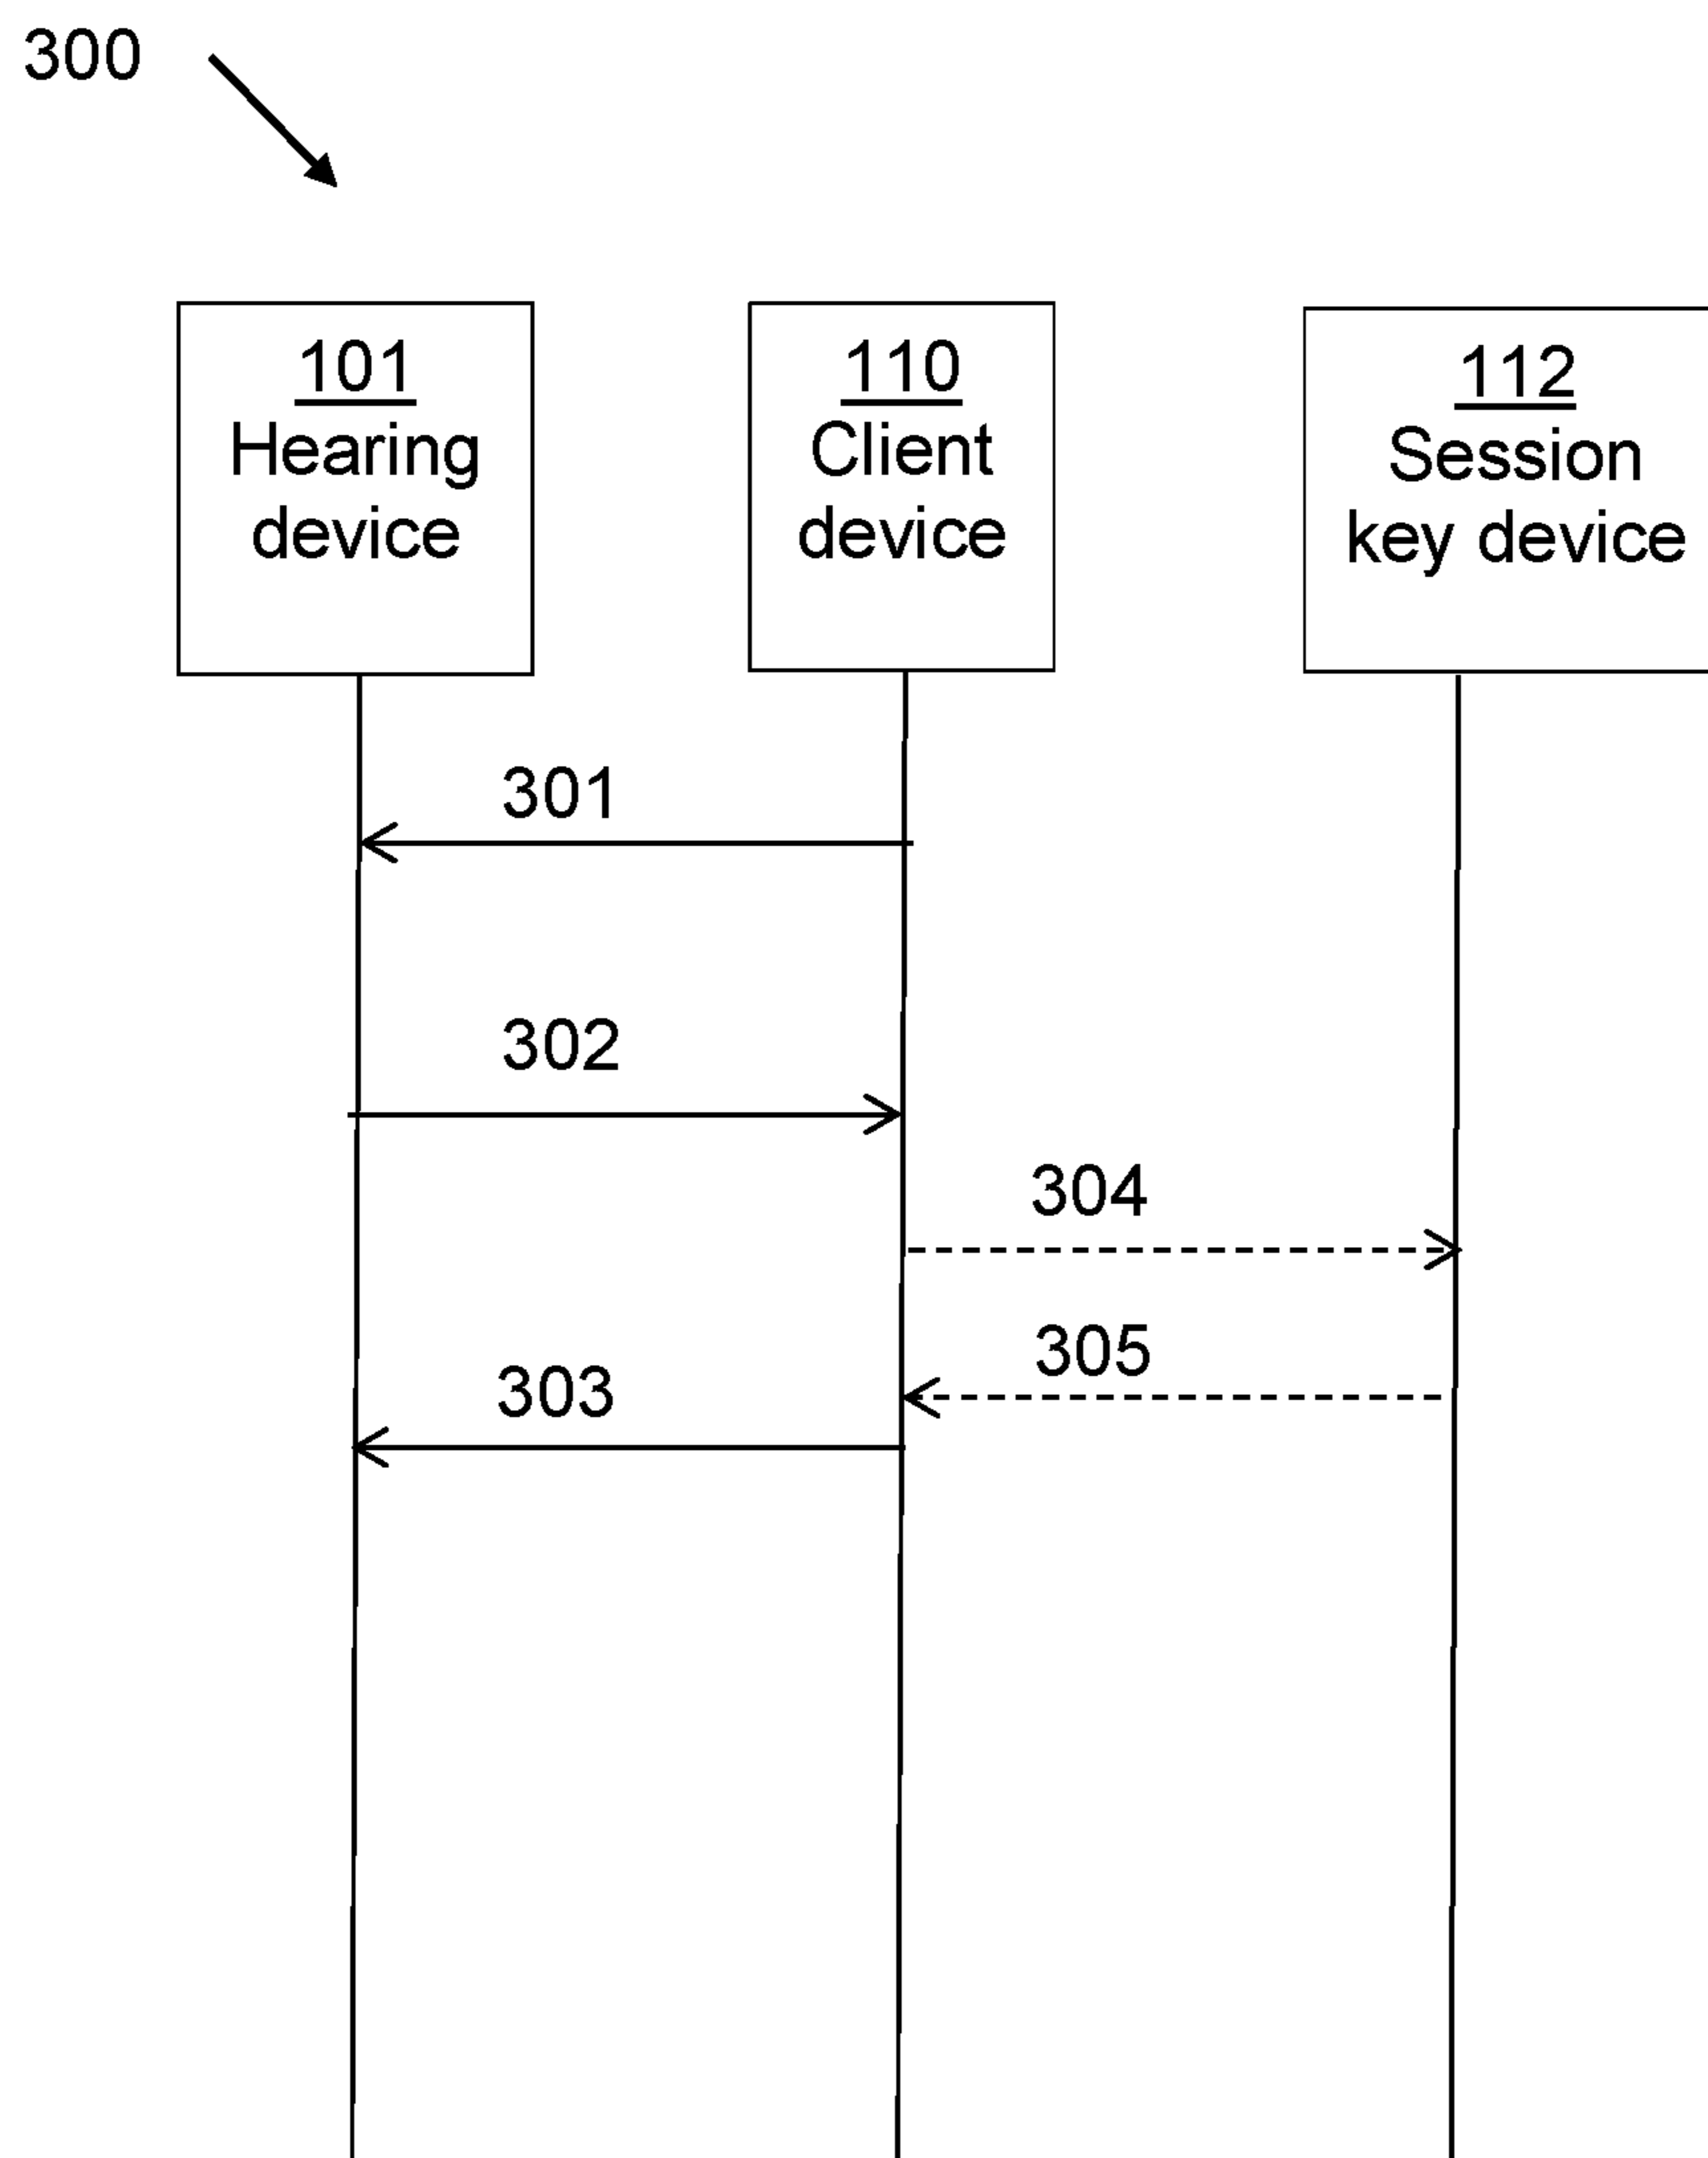 300
101
Hearing
device
110
Client
device
112
Session
key device
301
302
304
305
303